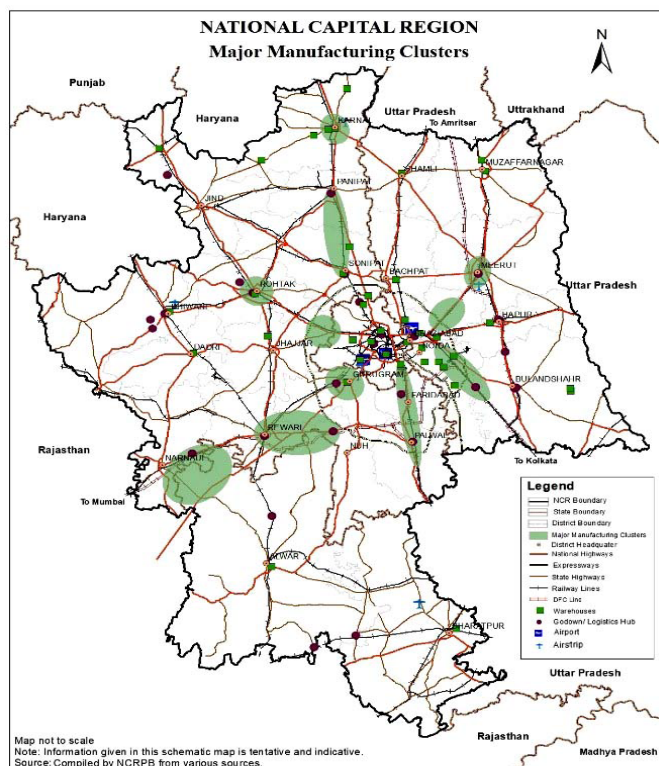 NATIONAL CAPITAL REGION
Major Manufacturing Clusters
N
Punjab
Haryana
Uttar Pradesh
Uttrakhand
To Amritsar
KARNAL
SHAMLI
MUZAFFARNAGAR
PANIPAT
JIND
Haryana
SONIPAT
BAGHPAT
MEERUT
ROHTAK
Uttar Pradesh
BHIWANI
HAPUR
NOIDA
DADRI
JHAJJAR
GURUGRAM
BULANDSHAHR
FARIDABAD
Rajasthan
REWARI
PALWAL
NUH
NARNAUL
To Kolkata
To Mumbai
Legend
NCR Boundary
State Boundary
District Boundary
Major Manufacturing Clusters
District Headquater
National Highways
Expressways
State Highways
Railway Lines
DFC Line
Warehouses
Godown/ Logistics Hub
Airport
Airstrip
ALWAR
BHARATPUR
Uttar Pradesh
Rajasthan
Madhya Pradesh
Map not to scale
Note: Information given in this schematic map is tentative and indicative.
Source: Compiled by NCRPB from various sources.